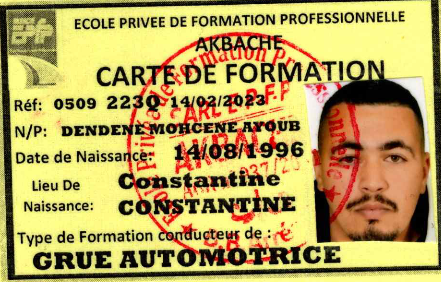 ECOLE PRIVEE DE FORMATION PROFESSIONNELLE
AKBACHE
CARTE DE FORMATION
Réf: 0509 2230 14/02/2023
N/P: DENDENE MOHCENE AYOUB
Date de Naissance: 14/08/1996
Lieu De Constantine
Naissance: CONSTANTINE
Type de Formation conducteur de :
GRUE AUTOMOTRICE